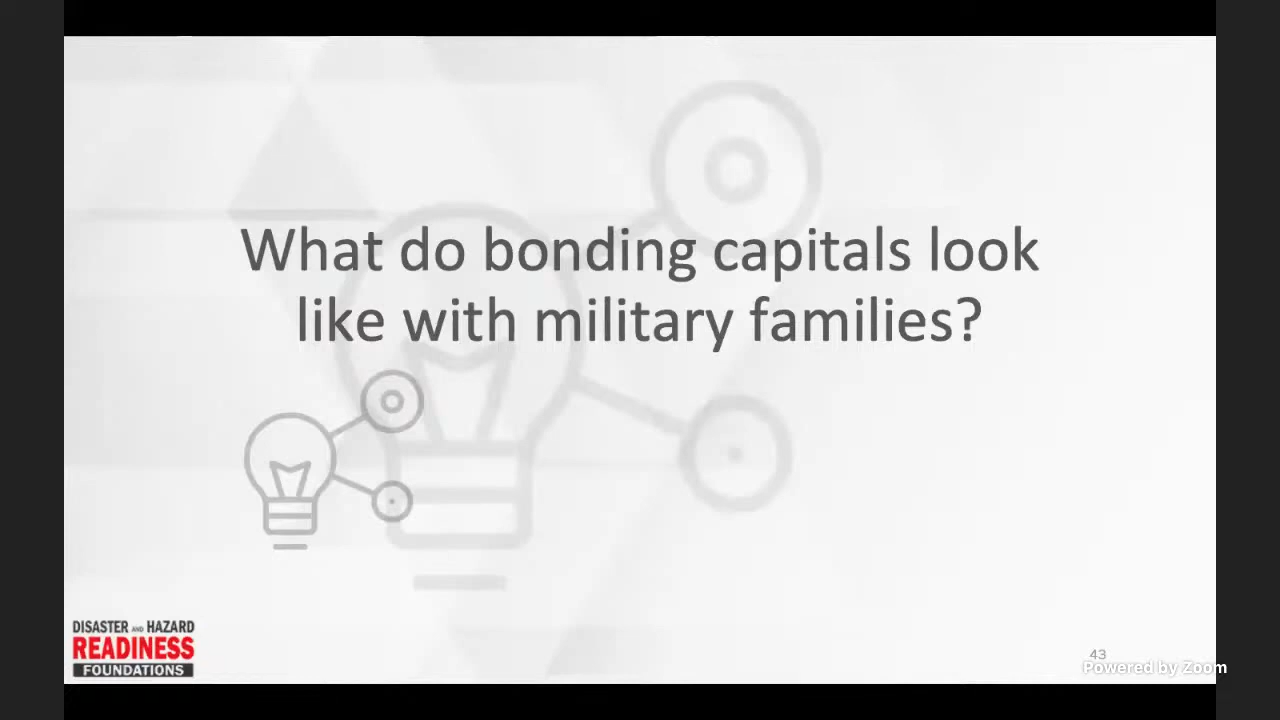 What do bonding capitals look
like with military families?
DISASTER AND HAZARD
READINESS
FOUNDATIONS
43
Powered by Zoom